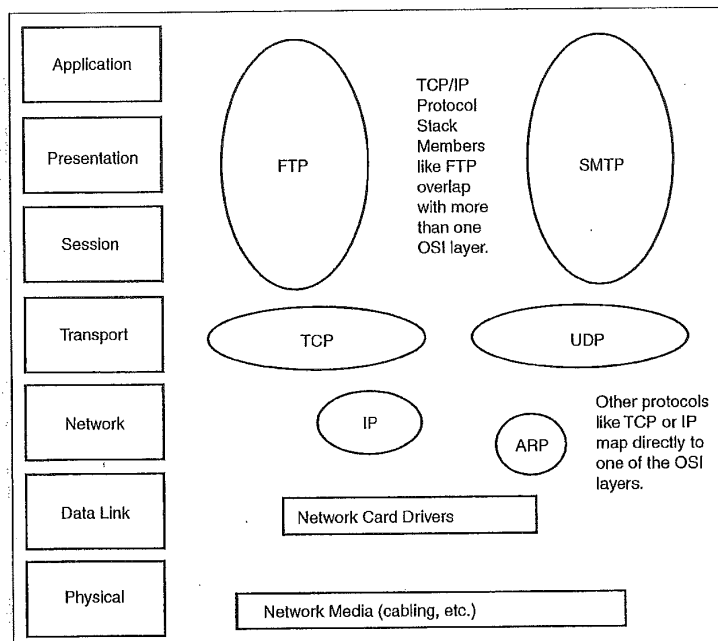 Application
Presentation
Session
Transport
Network
Data Link
Physical
FTP
TCP/IP
Protocol
Stack
Members
like FTP
overlap
with more
than one
OSI layer.
SMTP
TCP
UDP
IP
ARP
Other protocols
like TCP or IP
map directly to
one of the OSI
layers.
Network Card Drivers
Network Media (cabling, etc.)